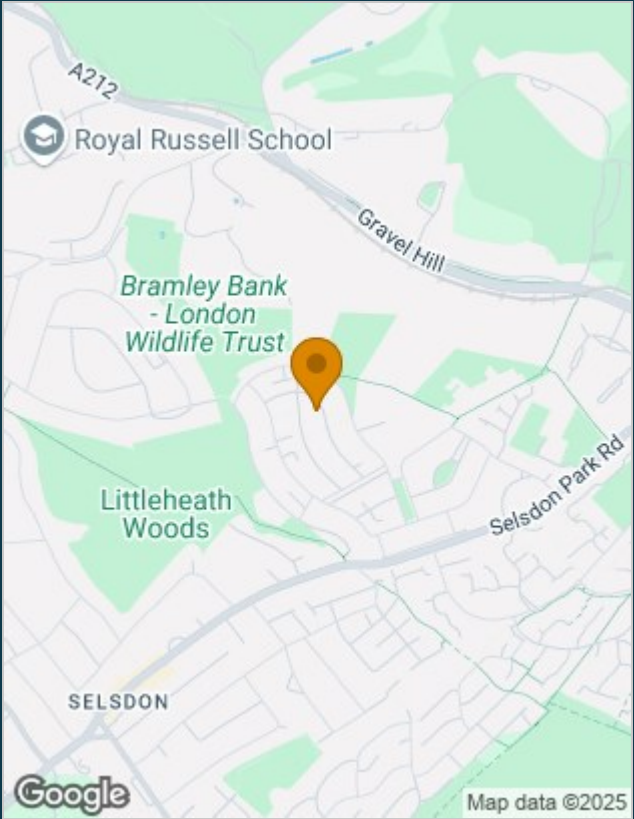 A212
Royal Russell School
Gravel Hill
Bramley Bank
- London
Wildlife Trust
Selsdon Park Rd
Littleheath
Woods
SELSDON
Google
Map data ©2025